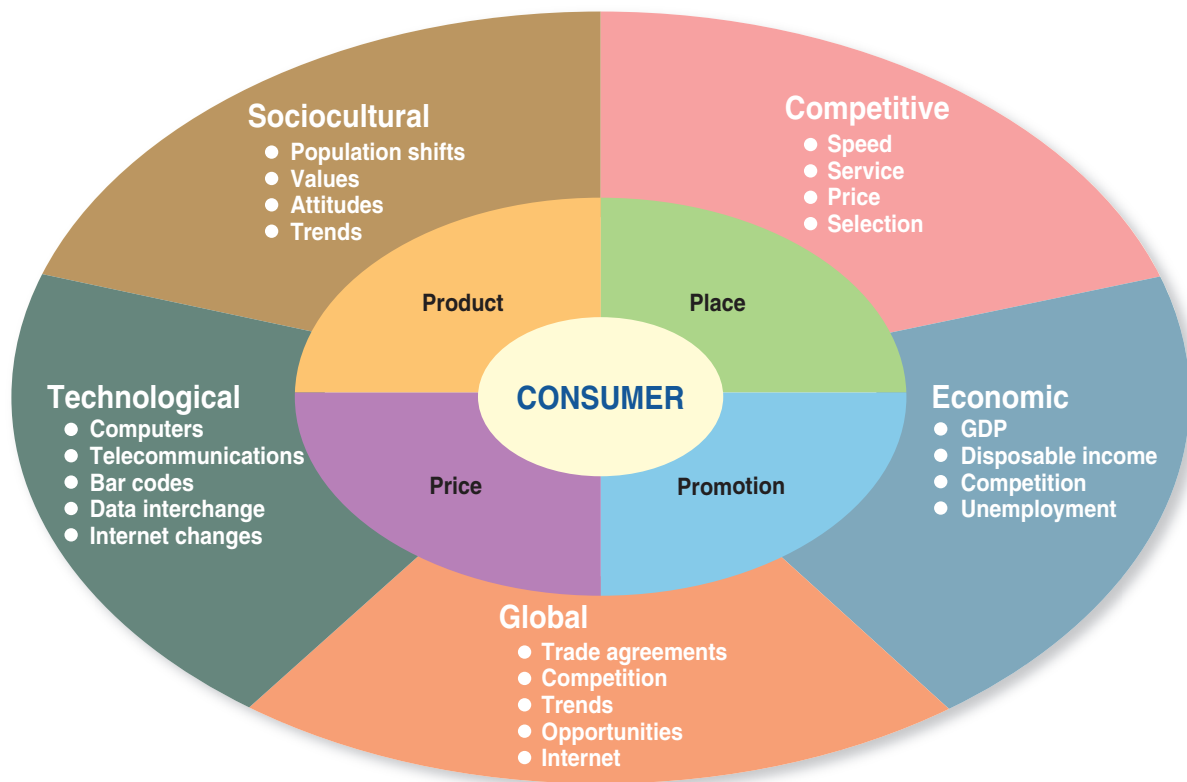 Sociocultural
Population shifts
Values
Attitudes
Trends
Competitive
Speed
Service
Price
Selection
Product
Place
CONSUMER
Technological
Computers
Telecommunications
Bar codes
Data interchange
Internet changes
Economic
GDP
Disposable income
Competition
Unemployment
Price
Promotion
Global
Trade agreements
Competition
Trends
Opportunities
Internet